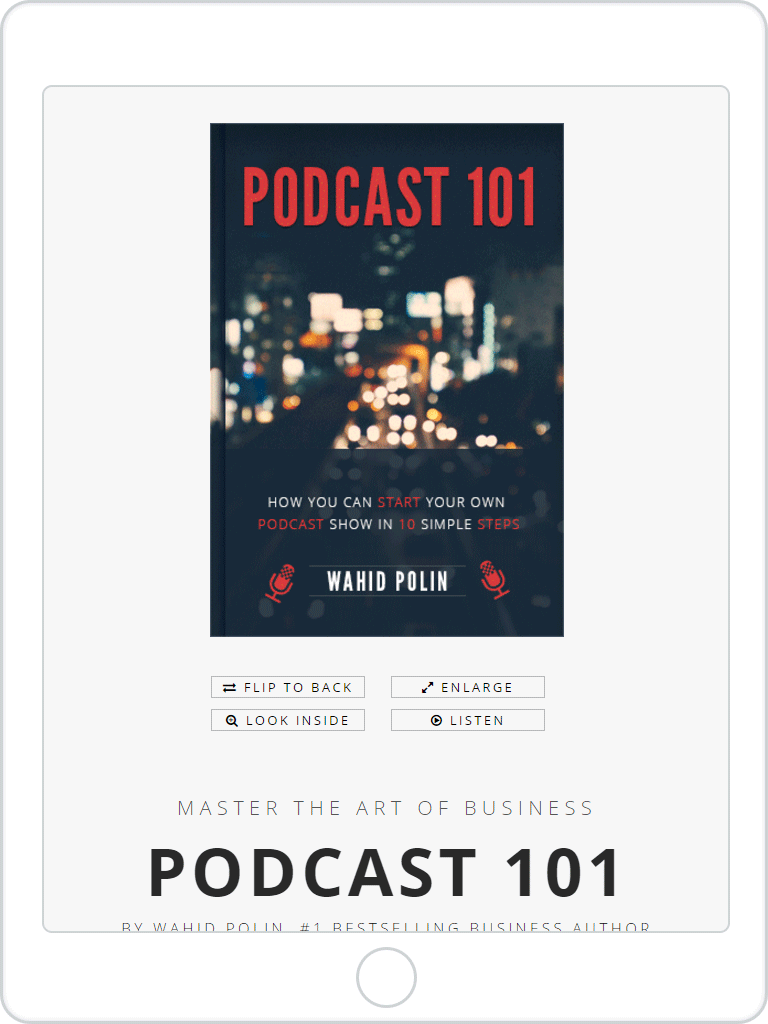 PODCAST 101
HOW YOU CAN START YOUR OWN
PODCAST SHOW IN 10 SIMPLE STEPS
WAHID POLIN
FLIP TO BACK
ENLARGE
LOOK INSIDE
LISTEN
MASTER THE ART OF BUSINESS
PODCAST 101
BY WAHID POLIN, #1 BESTSELLING BUSINESS AUTHOR